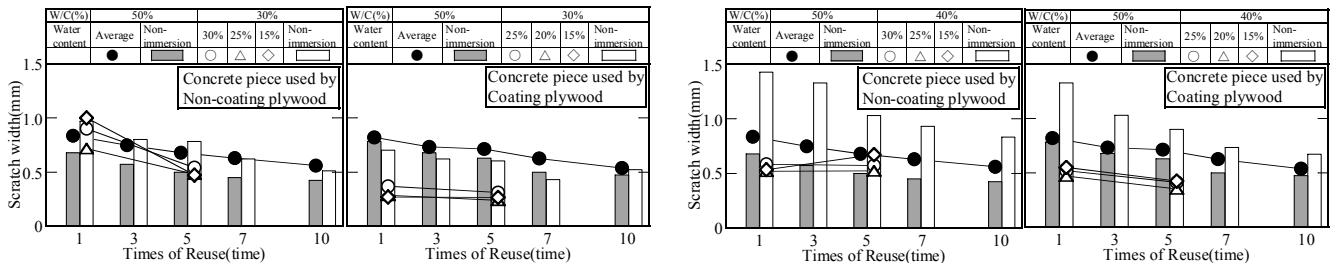 W/C(%) 50% 30%
Water content Average Non-immersion 30% 25% 15% Non-immersion
Concrete piece used by
Non-coating plywood
W/C(%) 50% 30%
Water content Average Non-immersion 25% 20% 15% Non-immersion
Concrete piece used by
Coating plywood
Scratch width(mm)
1.5
1.0
0.5
0
1 3 5 7 10
1 3 5 7 10
Times of Reuse(time)
Times of Reuse(time)
W/C(%) 50% 40%
Water content Average Non-immersion 30% 25% 15% Non-immersion
Concrete piece used by
Non-coating plywood
W/C(%) 50% 40%
Water content Average Non-immersion 25% 20% 15% Non-immersion
Concrete piece used by
Coating plywood
Scratch width(mm)
1.5
1.0
0.5
0
1 3 5 7 10
1 3 5 7 10
Times of Reuse(time)
Times of Reuse(time)